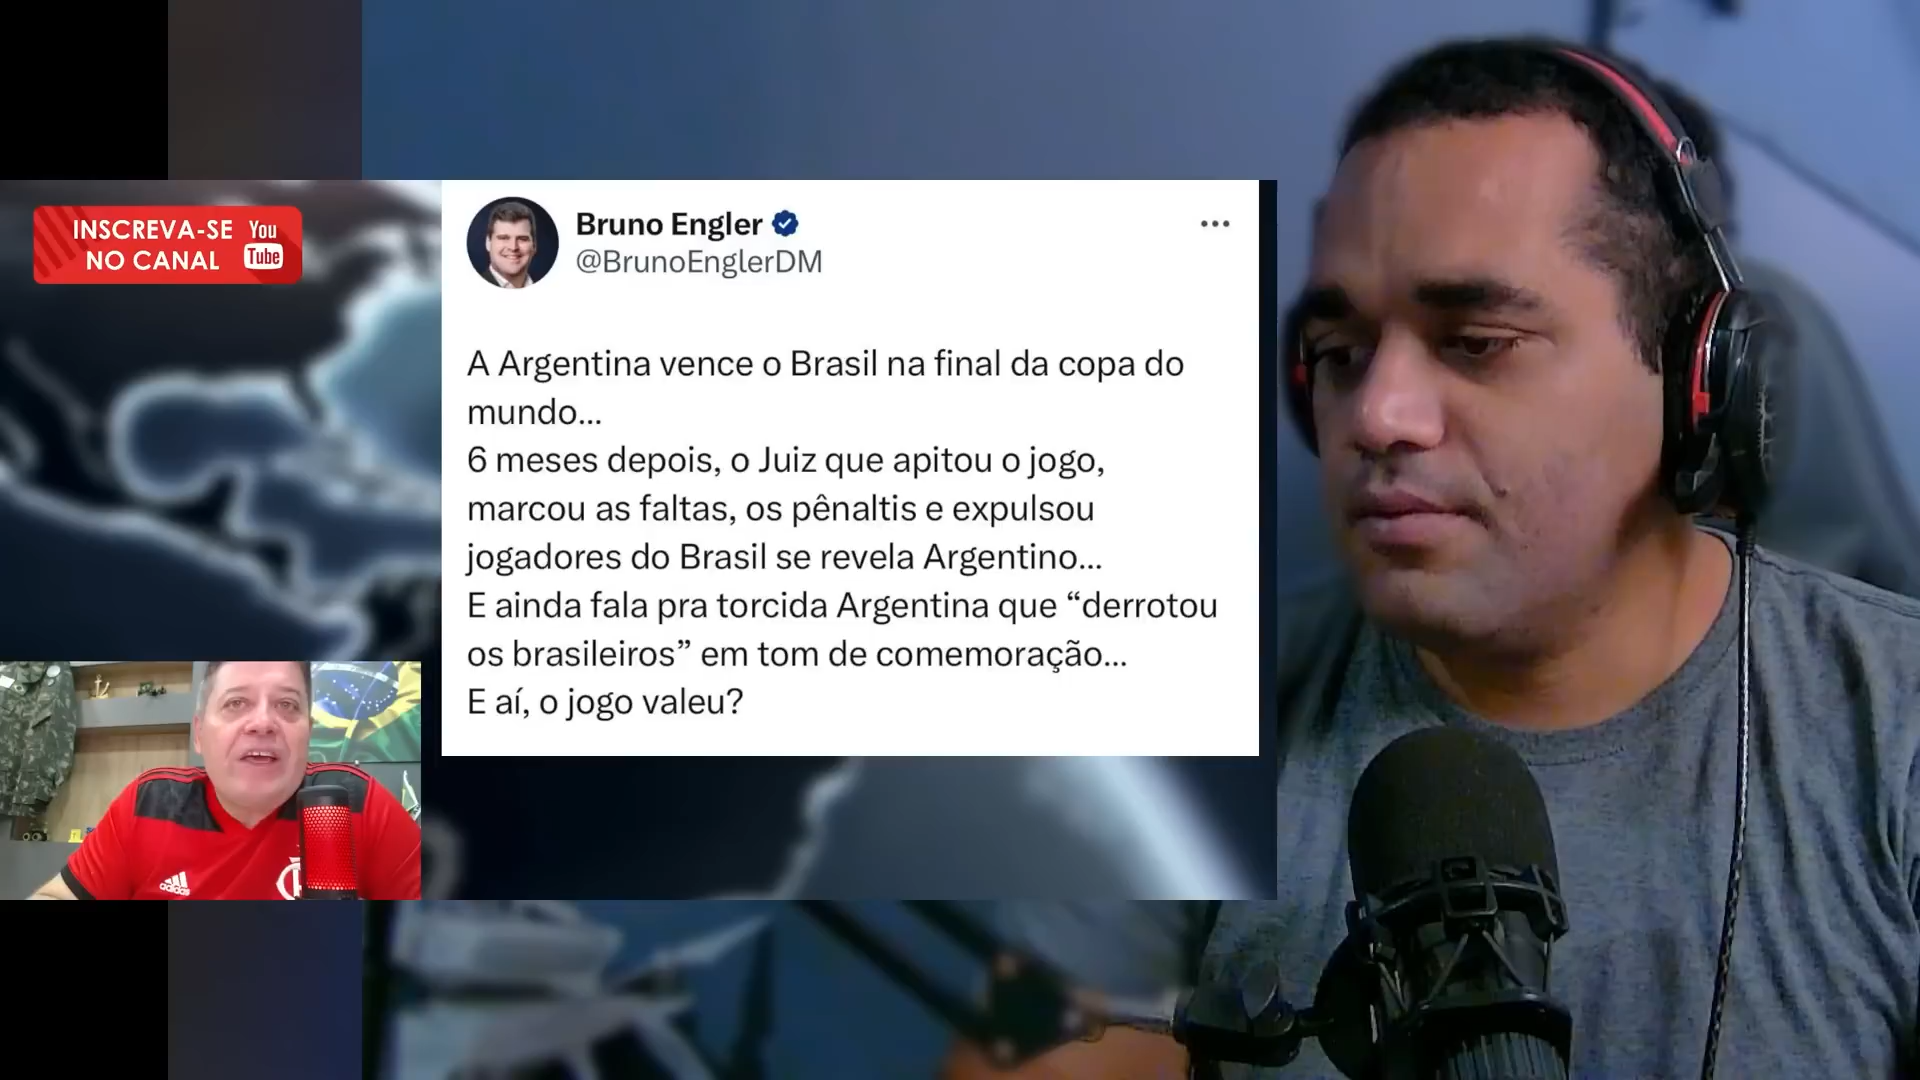 INSCREVA-SE
NO CANAL
You
Tube
Bruno Engler
@BrunoEnglerDM
A Argentina vence o Brasil na final da copa do
mundo...
6 meses depois, o Juiz que apitou o jogo,
marcou as faltas, os pênaltis e expulsou
jogadores do Brasil se revela Argentino...
E ainda fala pra torcida Argentina que “derrotou
os brasileiros” em tom de comemoração...
E aí, o jogo valeu?
adidas